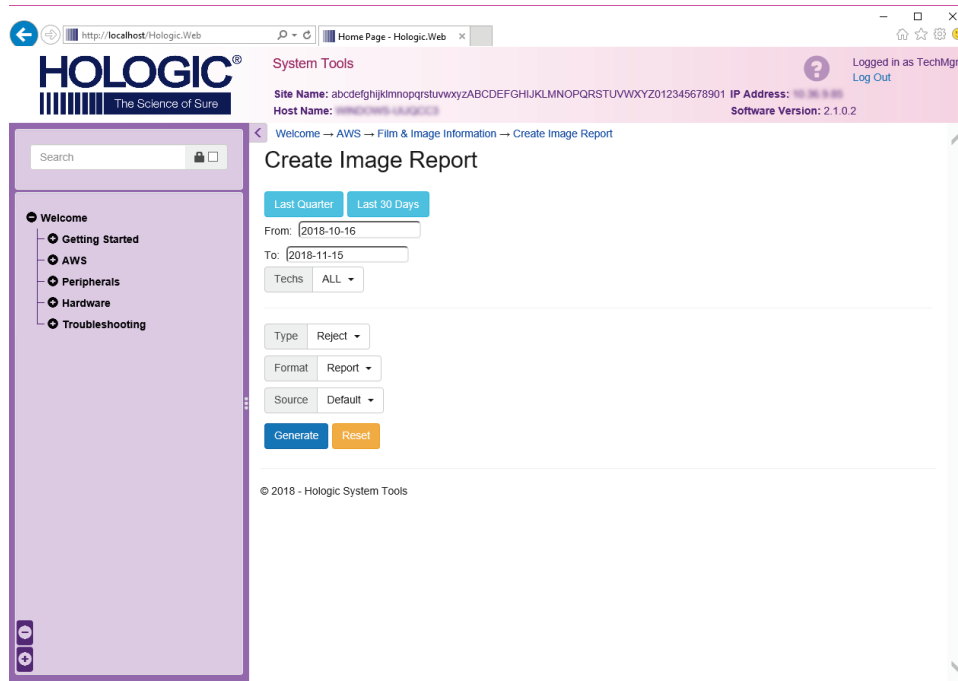 http://localhost/Hologic.Web
Home Page - Hologic.Web
HOLOGIC®
The Science of Sure
System Tools
Logged in as TechMgr
Log Out
Site Name: abcdefghijklmnopqrstuvwxyzABCDEFGHIJKLMNOPQRSTUVWXYZ012345678901 IP Address:
Host Name:
Software Version: 2.1.0.2
Welcome → AWS → Film & Image Information → Create Image Report
Search
Create Image Report
Last Quarter Last 30 Days
From: 2018-10-16
To: 2018-11-15
Techs ALL
Type Reject
Format Report
Source Default
Generate Reset
© 2018 - Hologic System Tools
Welcome
Getting Started
AWS
Peripherals
Hardware
Troubleshooting